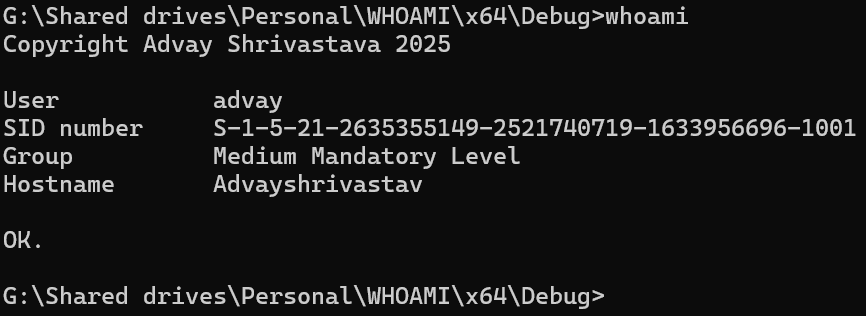 G:\Shared drives\Personal\WHOAMI\x64\Debug>whoami
Copyright Advay Shrivastava 2025
User advay
SID number S-1-5-21-2635355149-2521740719-1633956696-1001
Group Medium Mandatory Level
Hostname Advayshrivastav
OK.
G:\Shared drives\Personal\WHOAMI\x64\Debug>